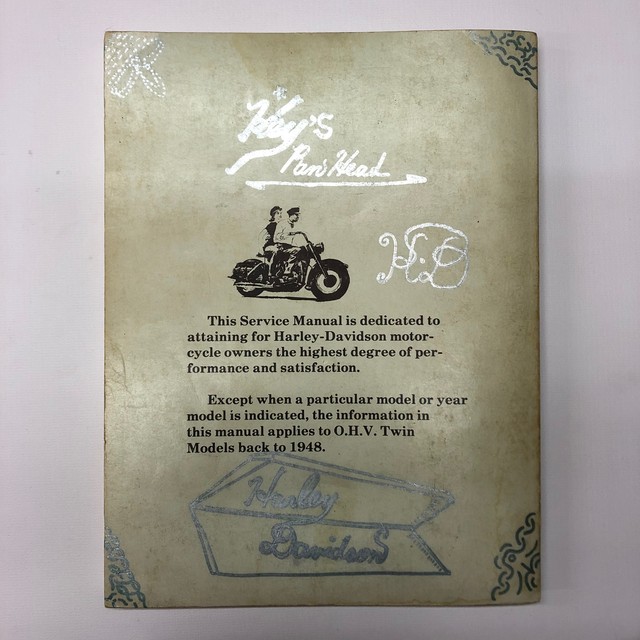 Key's
Pan Head
H.D
This Service Manual is dedicated to
attaining for Harley-Davidson motor-
cycle owners the highest degree of per-
formance and satisfaction.
Except when a particular model or year
model is indicated, the information in
this manual applies to O.H.V. Twin
Models back to 1948.
Harley
Davidson